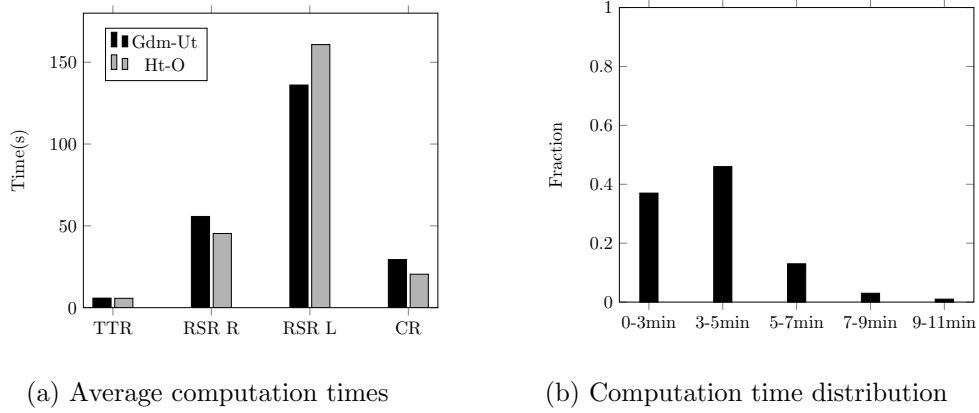 Gdm-Ut
Ht-O
150
100
50
0
Time(s)
TTR RSR R RSR L CR
(a) Average computation times
1
0.8
0.6
0.4
0.2
0
Fraction
0-3min 3-5min 5-7min 7-9min 9-11min
(b) Computation time distribution